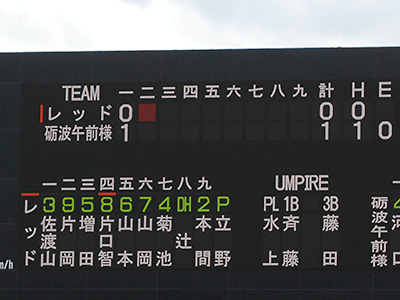 TEAM 一 二 三 四 五 六 七 八 九 計 H E
レッド 0 0 0
砺波午前様 1 1 1 0
一 二 三 四 五 六 七 八 九 UMPIRE
3 9 5 8 6 7 4 DH 2 P PL 1B 3B 4
レッド
佐渡山
片岡
増田
片口智
山本
山岡
菊池
辻
本間
立野
水上
斉藤
藤田
砺波午前様
km/h